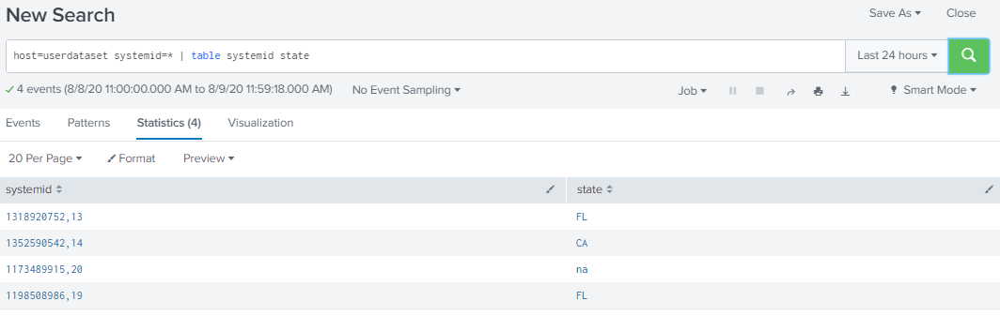 New Search
Save As Close
host=userdataset systemid=* | table systemid state
Last 24 hours
4 events (8/8/20 11:00:00.000 AM to 8/9/20 11:59:18.000 AM) No Event Sampling Job Smart Mode
Events Patterns Statistics (4) Visualization
20 Per Page Format Preview
systemid state
1318920752,13 FL
1352590542,14 CA
1173489915,20 na
1198508986,19 FL